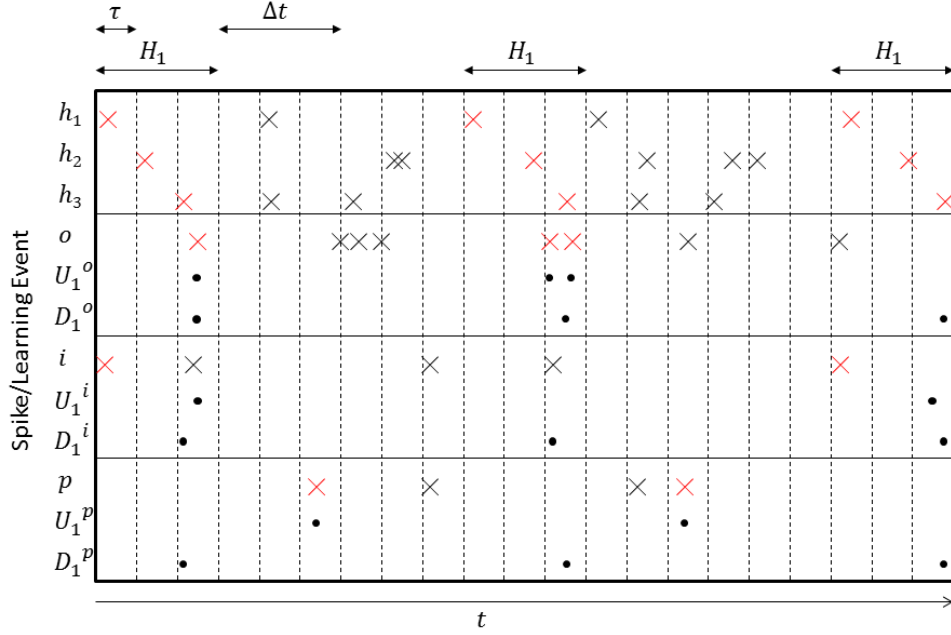 τ Δt
H₁ H₁ H₁
h₁
h₂
h₃
o
U₁ᵒ
D₁ᵒ
i
U₁ⁱ
D₁ⁱ
p
U₁ᵖ
D₁ᵖ
Spike/Learning Event
t